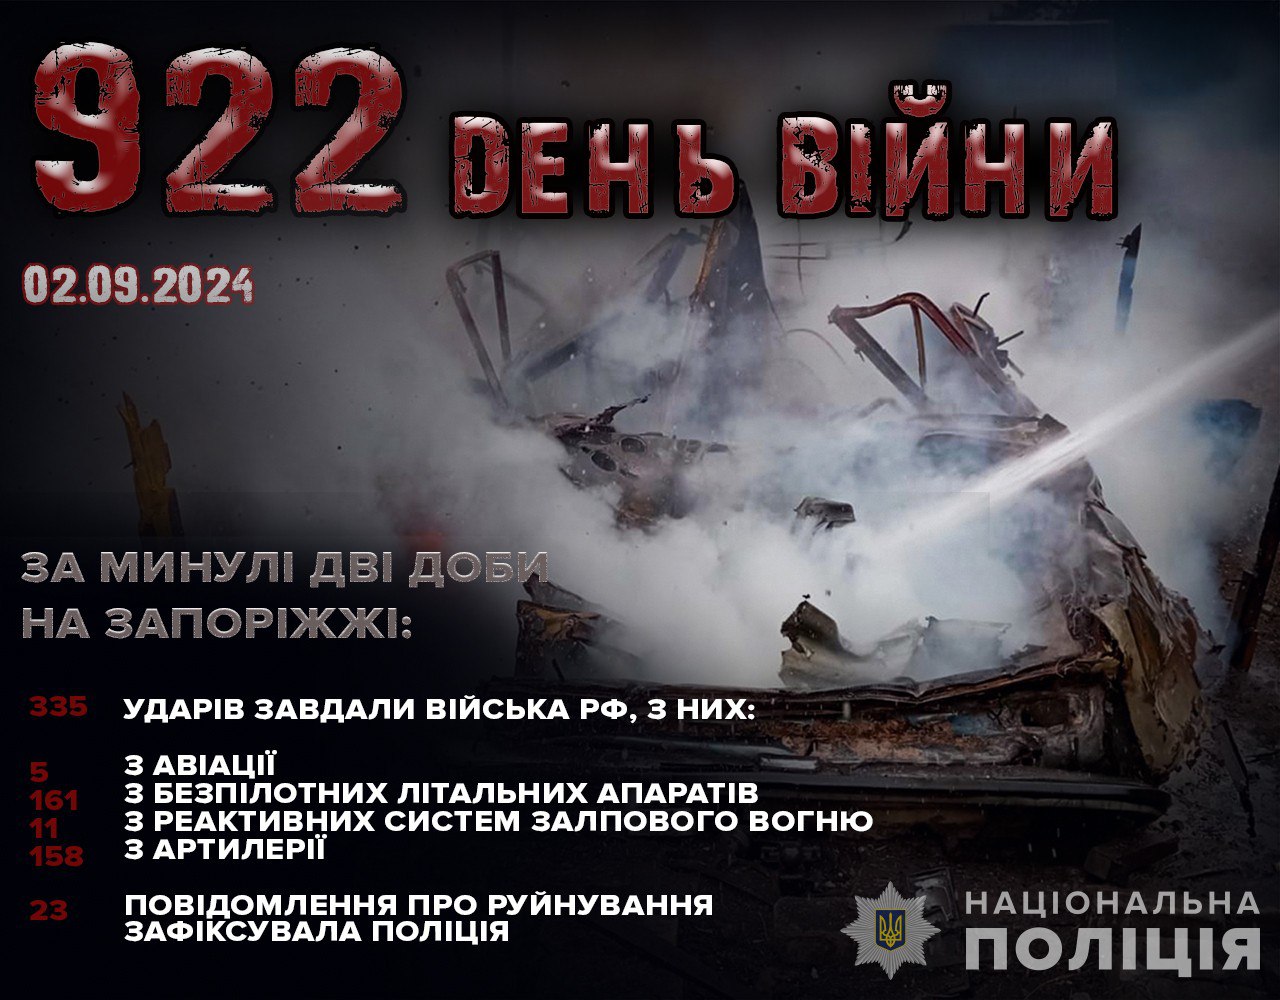 922 ДЕНЬ ВІЙНИ
02.09.2024
ЗА МИНУЛІ ДВІ ДОБИ
НА ЗАПОРІЖЖІ:
335 УДАРІВ ЗАВДАЛИ ВІЙСЬКА РФ, З НИХ:
5 З АВІАЦІЇ
161 З БЕЗПІЛОТНИХ ЛІТАЛЬНИХ АПАРАТІВ
11 З РЕАКТИВНИХ СИСТЕМ ЗАЛПОВОГО ВОГНЮ
158 З АРТИЛЕРІЇ
23 ПОВІДОМЛЕННЯ ПРО РУЙНУВАННЯ
ЗАФІКСУВАЛА ПОЛІЦІЯ
НАЦІОНАЛЬНА
ПОЛІЦІЯ